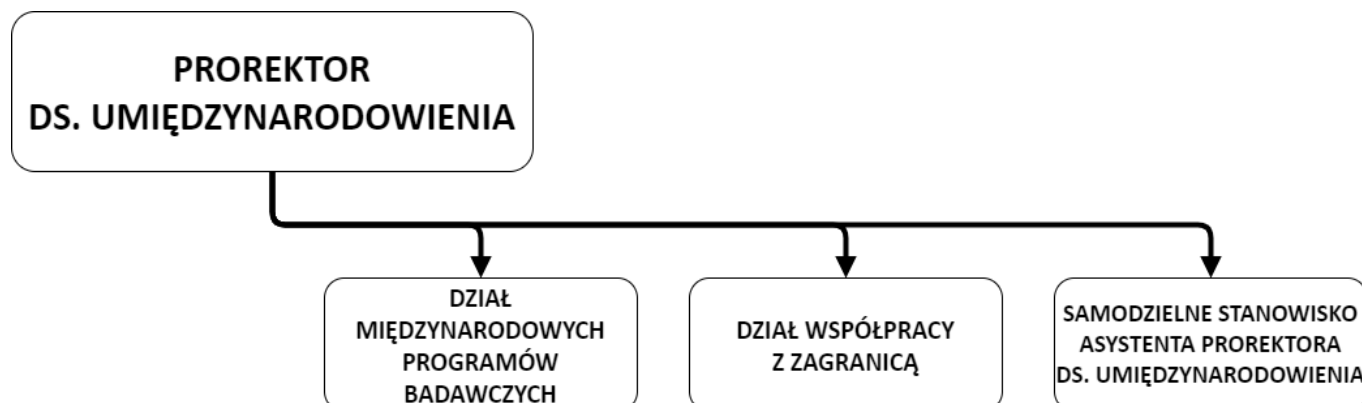 PROREKTOR
DS. UMIĘDZYNARODOWIENIA
DZIAŁ
MIĘDZYNARODOWYCH
PROGRAMÓW
BADAWCZYCH
DZIAŁ WSPÓŁPRACY
Z ZAGRANICĄ
SAMODZIELNE STANOWISKO
ASYSTENTA PROREKTORA
DS. UMIĘDZYNARODOWIENIA